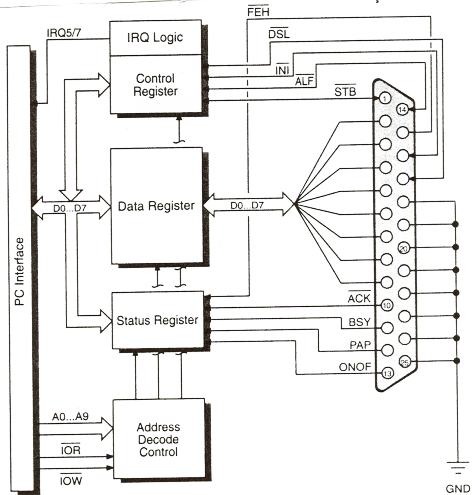 FEH
IRQ5/7
IRQ Logic
DSL
INI
Control
Register
ALF
STB
1
14
D0...D7
Data Register
D0...D7
PC Interface
20
ACK
10
Status Register
BSY
PAP
25
ONOF
13
A0...A9
Address
Decode
Control
IOR
IOW
GND